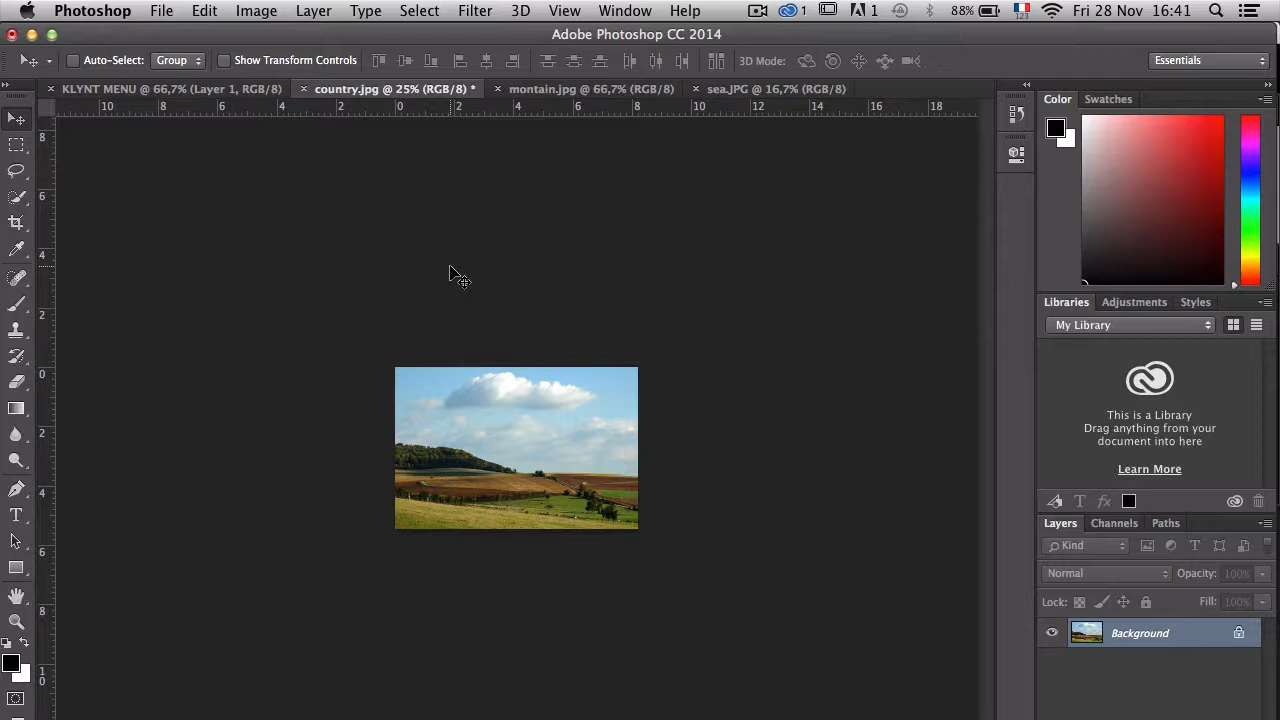 Photoshop File Edit Image Layer Type Select Filter 3D View Window Help 1 1 88% 123 Fri 28 Nov 16:41
Adobe Photoshop CC 2014
Auto-Select: Group Show Transform Controls 3D Mode: Essentials
KLYNT MENU @ 66,7% (Layer 1, RGB/8) country.jpg @ 25% (RGB/8) * montain.jpg @ 66,7% (RGB/8) sea.JPG @ 16,7% (RGB/8)
10 8 6 4 2 0 2 4 6 8 10 12 14 16 18
8
6
4
2
0
2
4
6
8
10
Color Swatches
Libraries Adjustments Styles
My Library
This is a Library
Drag anything from your
document into here
Learn More
T fx
Layers Channels Paths
Kind T
Normal Opacity: 100%
Lock: Fill: 100%
Background